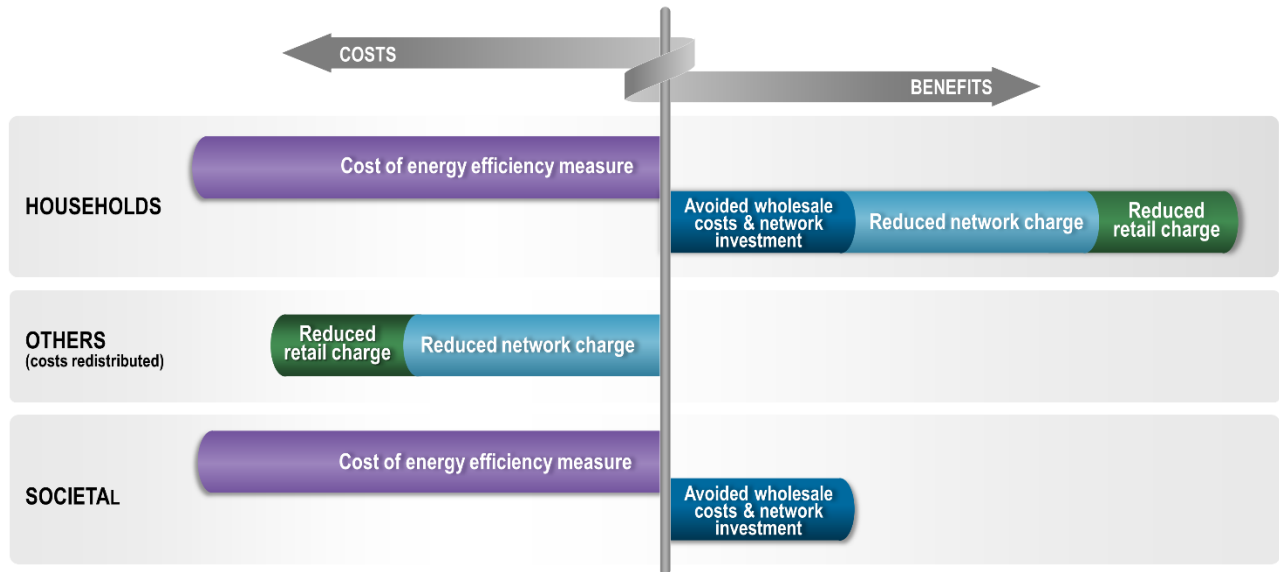 COSTS
BENEFITS
HOUSEHOLDS
Cost of energy efficiency measure
Avoided wholesale
costs & network
investment
Reduced network charge
Reduced
retail charge
OTHERS
(costs redistributed)
Reduced
retail charge
Reduced network charge
SOCIETAL
Cost of energy efficiency measure
Avoided wholesale
costs & network
investment